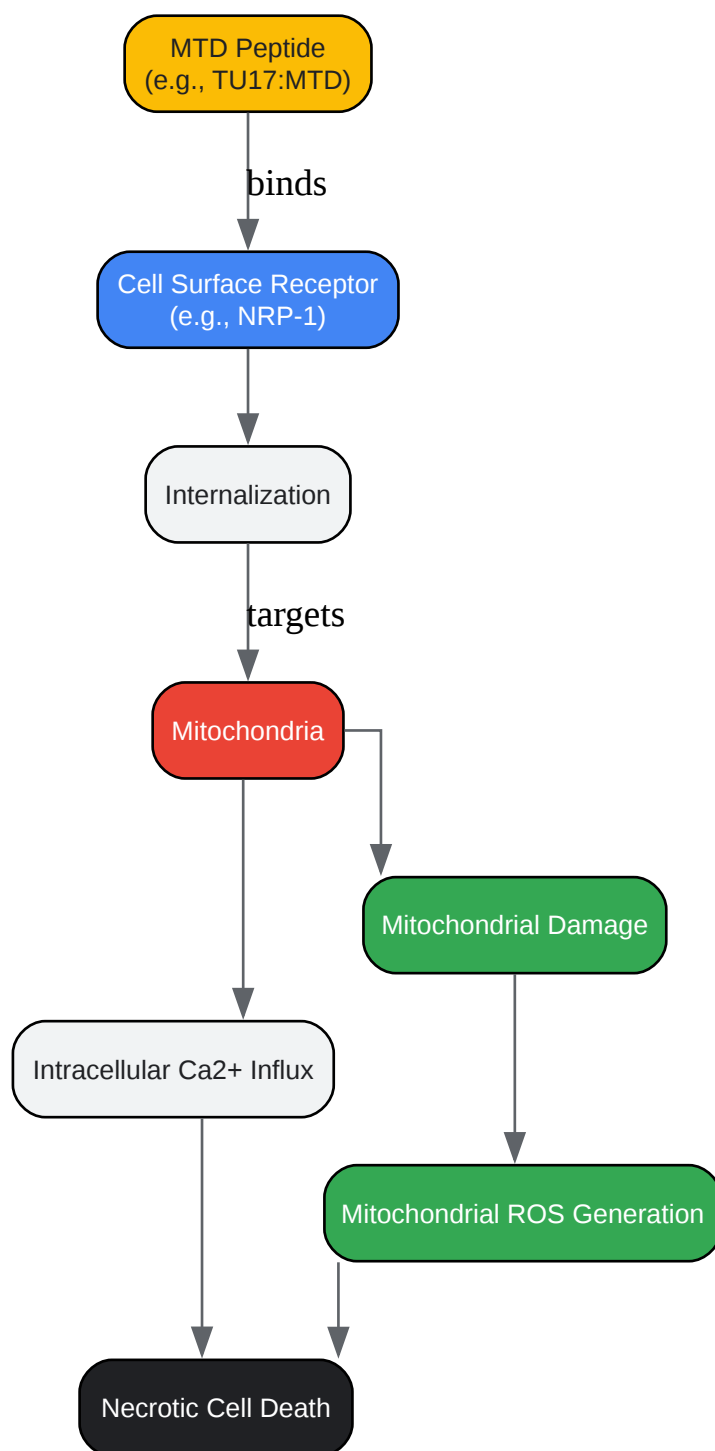 MTD Peptide
(e.g., TU17:MTD)
binds
Cell Surface Receptor
(e.g., NRP-1)
Internalization
targets
Mitochondria
Mitochondrial Damage
Intracellular Ca2+ Influx
Mitochondrial ROS Generation
Necrotic Cell Death